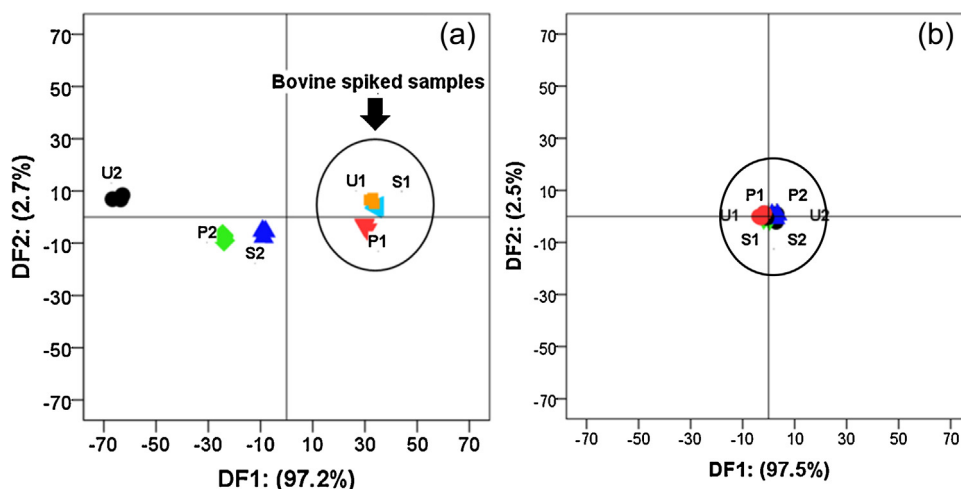 (a)
70
50
30
10
-10
-30
-50
-70
DF2: (2.7%)
Bovine spiked samples
U2
U1 S1
P2
S2
P1
-70 -50 -30 -10 10 30 50 70
DF1: (97.2%)
(b)
70
50
30
10
-10
-30
-50
-70
DF2: (2.5%)
P1 P2
U1 U2
S1 S2
-70 -50 -30 -10 10 30 50 70
DF1: (97.5%)